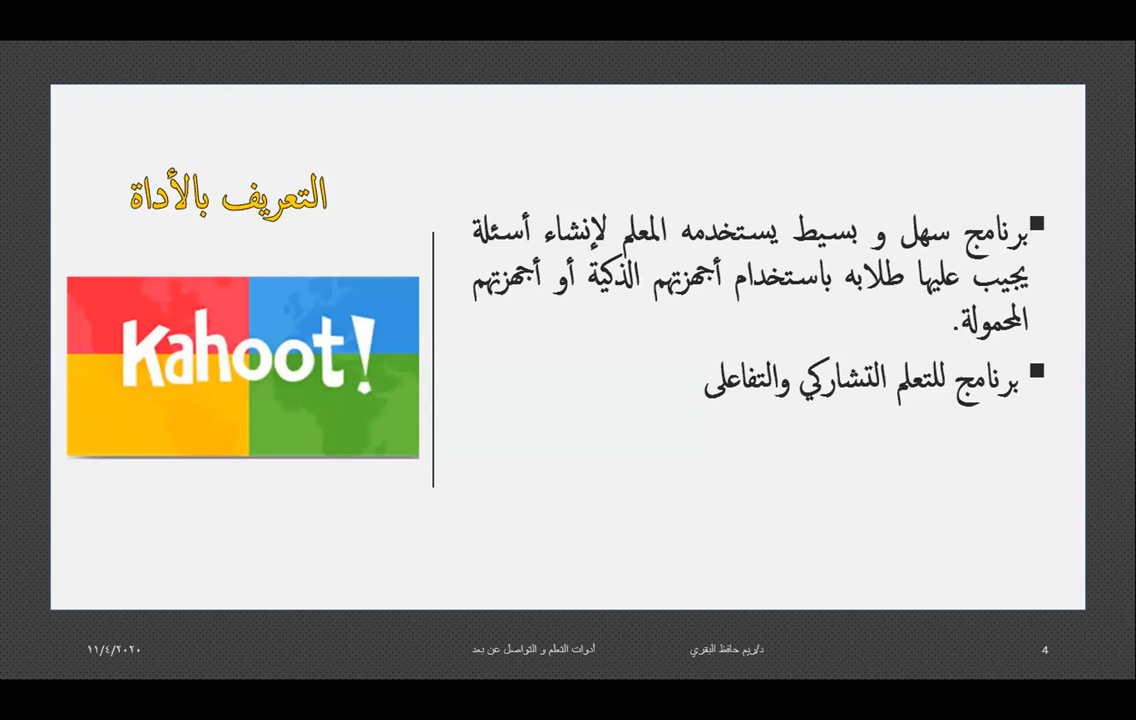 التعريف بالأداة
Kahoot!
برنامج سهل و بسيط يستخدمه المعلم لإنشاء أسئلة
يجيب عليها طلابه باستخدام أجهزتهم الذكية أو أجهزتهم
المحمولة.
برنامج للتعلم التشاركي والتفاعلى
4
د/ريم حافظ البقري
أدوات التعلم و التواصل عن بعد
١١/٤/٢٠٢٠